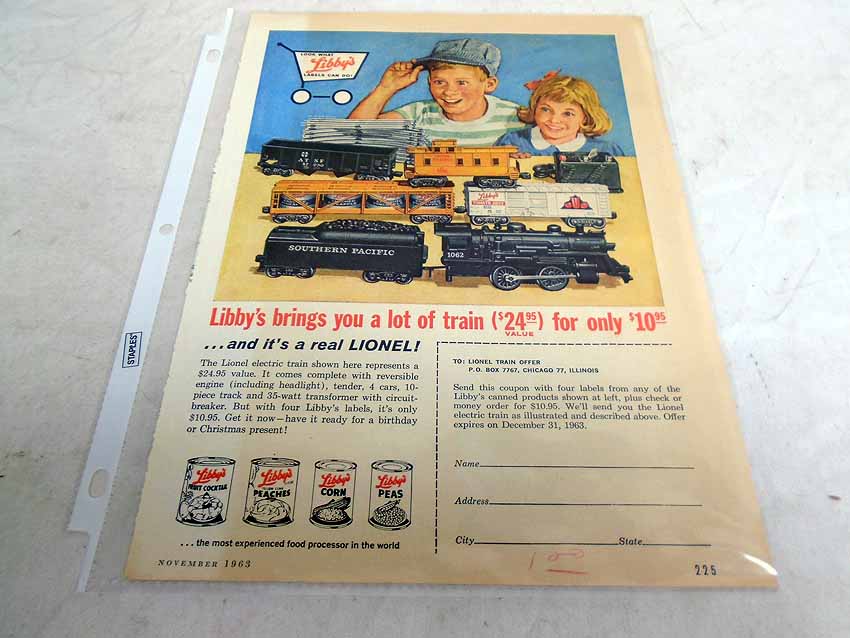 LOOK WHAT
Libby's
LABELS CAN DO!
A T S F
Libby's
TOMATO JUICE
SOUTHERN PACIFIC
1062
Libby's brings you a lot of train ($24.95) for only $10.95
VALUE
...and it's a real LIONEL!
The Lionel electric train shown here represents a
$24.95 value. It comes complete with reversible
engine (including headlight), tender, 4 cars, 10-
piece track and 35-watt transformer with circuit-
breaker. But with four Libby's labels, it's only
$10.95. Get it now—have it ready for a birthday
or Christmas present!
Libby's
FRUIT COCKTAIL
Libby's
PEACHES
Libby's
CORN
Libby's
PEAS
...the most experienced food processor in the world
TO: LIONEL TRAIN OFFER
P.O. BOX 7767, CHICAGO 77, ILLINOIS
Send this coupon with four labels from any of the
Libby's canned products shown at left, plus check or
money order for $10.95. We'll send you the Lionel
electric train as illustrated and described above. Offer
expires on December 31, 1963.
Name
Address
City State
NOVEMBER 1963
1 00
225
STAPLES